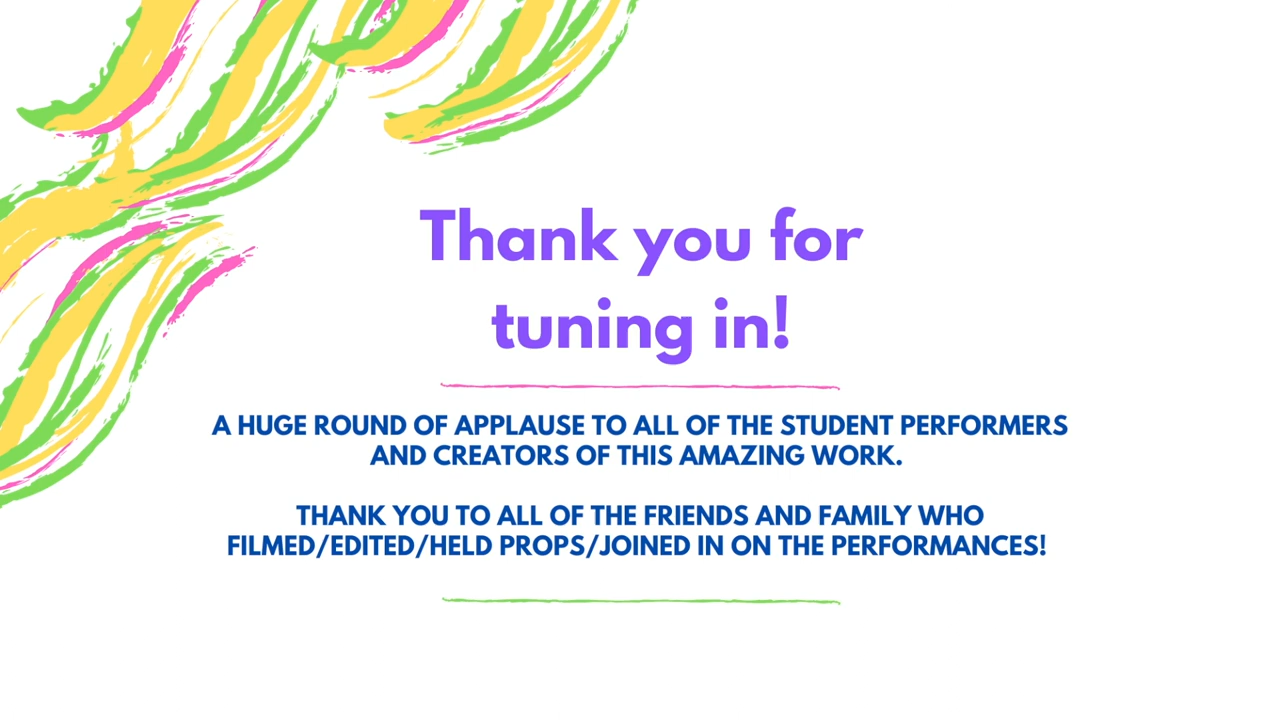 Thank you for
tuning in!
A HUGE ROUND OF APPLAUSE TO ALL OF THE STUDENT PERFORMERS
AND CREATORS OF THIS AMAZING WORK.
THANK YOU TO ALL OF THE FRIENDS AND FAMILY WHO
FILMED/EDITED/HELD PROPS/JOINED IN ON THE PERFORMANCES!